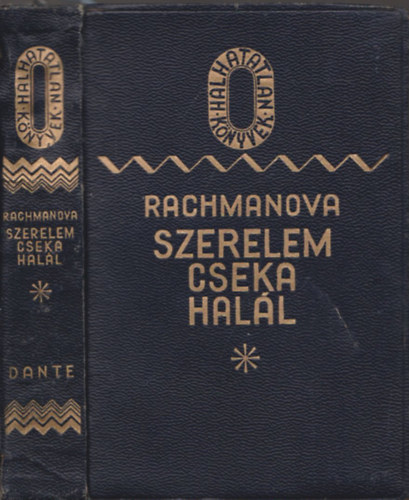 HALHATATLAN
KÖNYVEK
RACHMANOVA
SZERELEM
CSEKA
HALÁL
*
DANTE
HALHATATLAN
KÖNYVEK
RACHMANOVA
SZERELEM
CSEKA
HALÁL
*